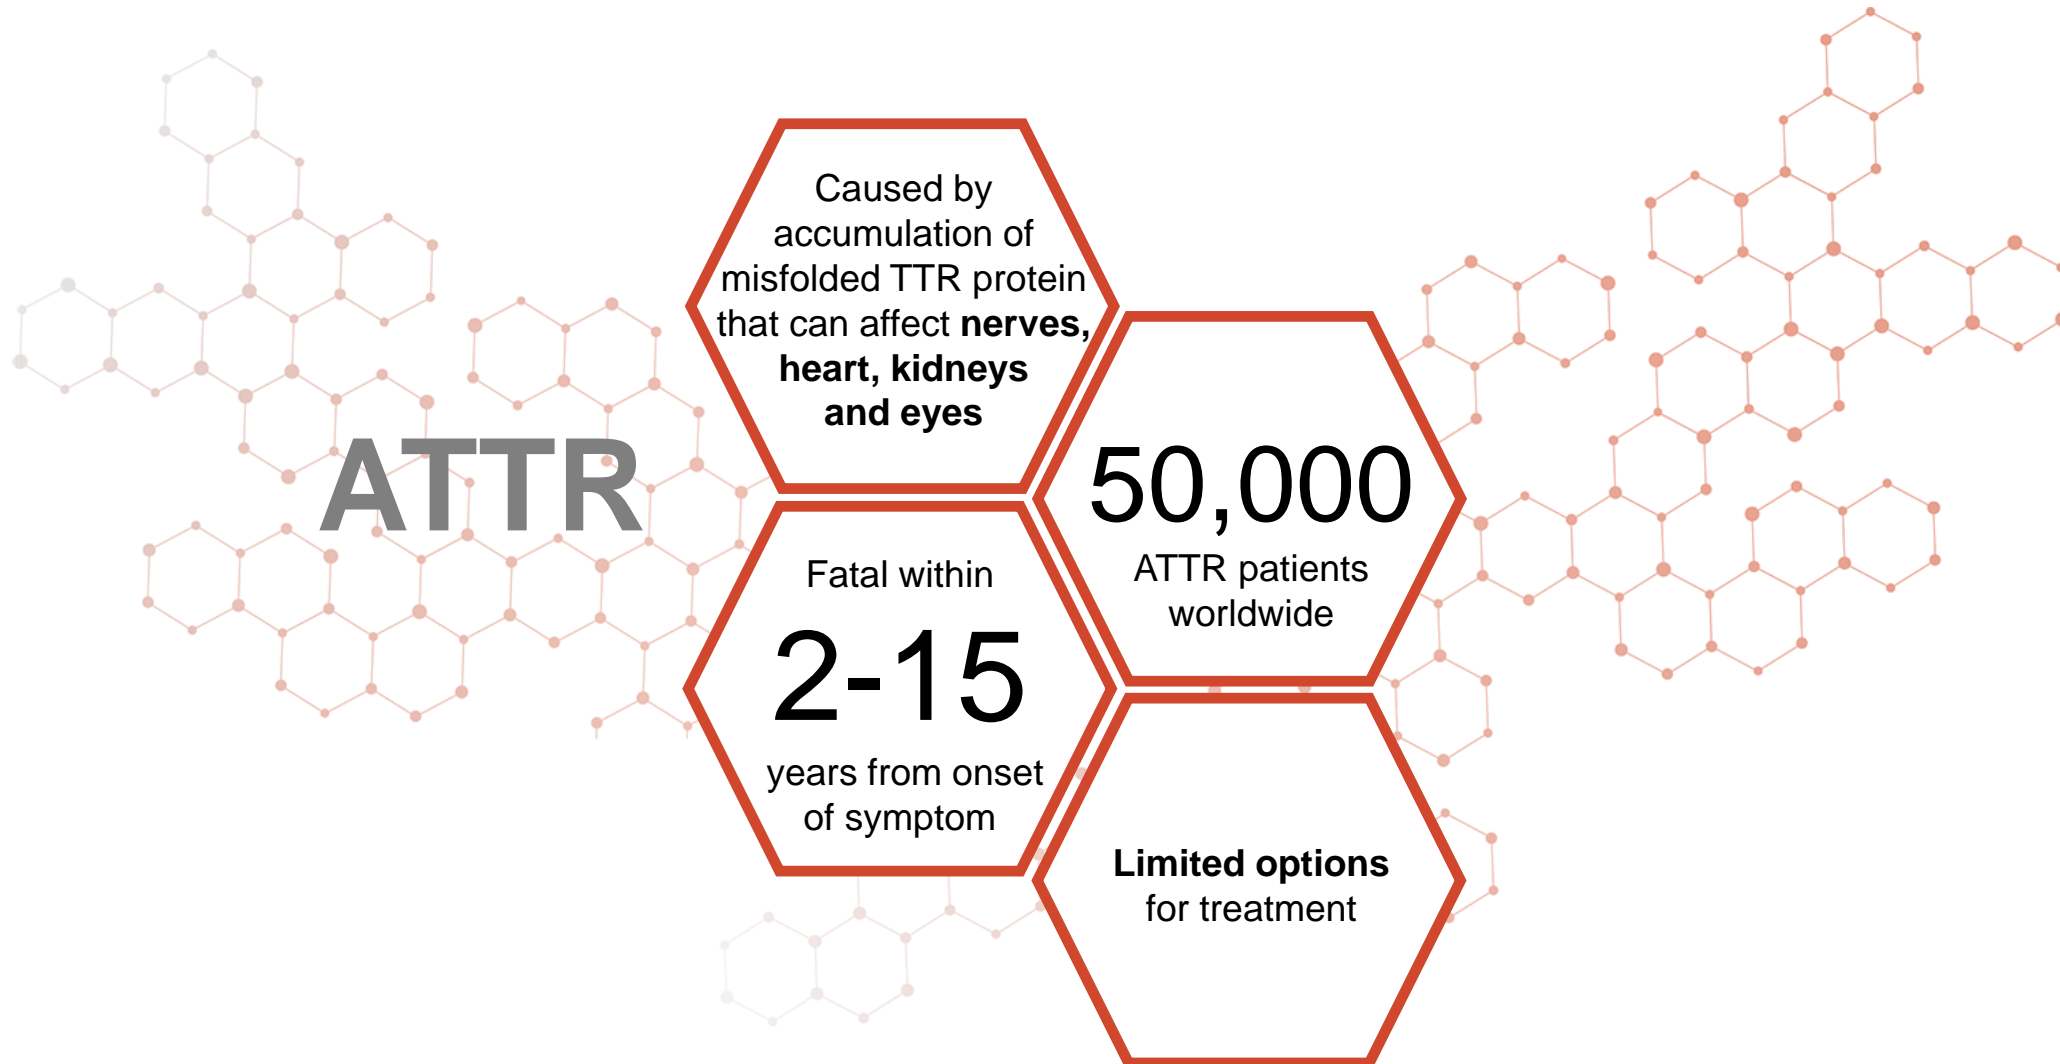 ATTR
Caused by
accumulation of
misfolded TTR protein
that can affect nerves,
heart, kidneys
and eyes
50,000
ATTR patients
worldwide
Fatal within
2-15
years from onset
of symptom
Limited options
for treatment